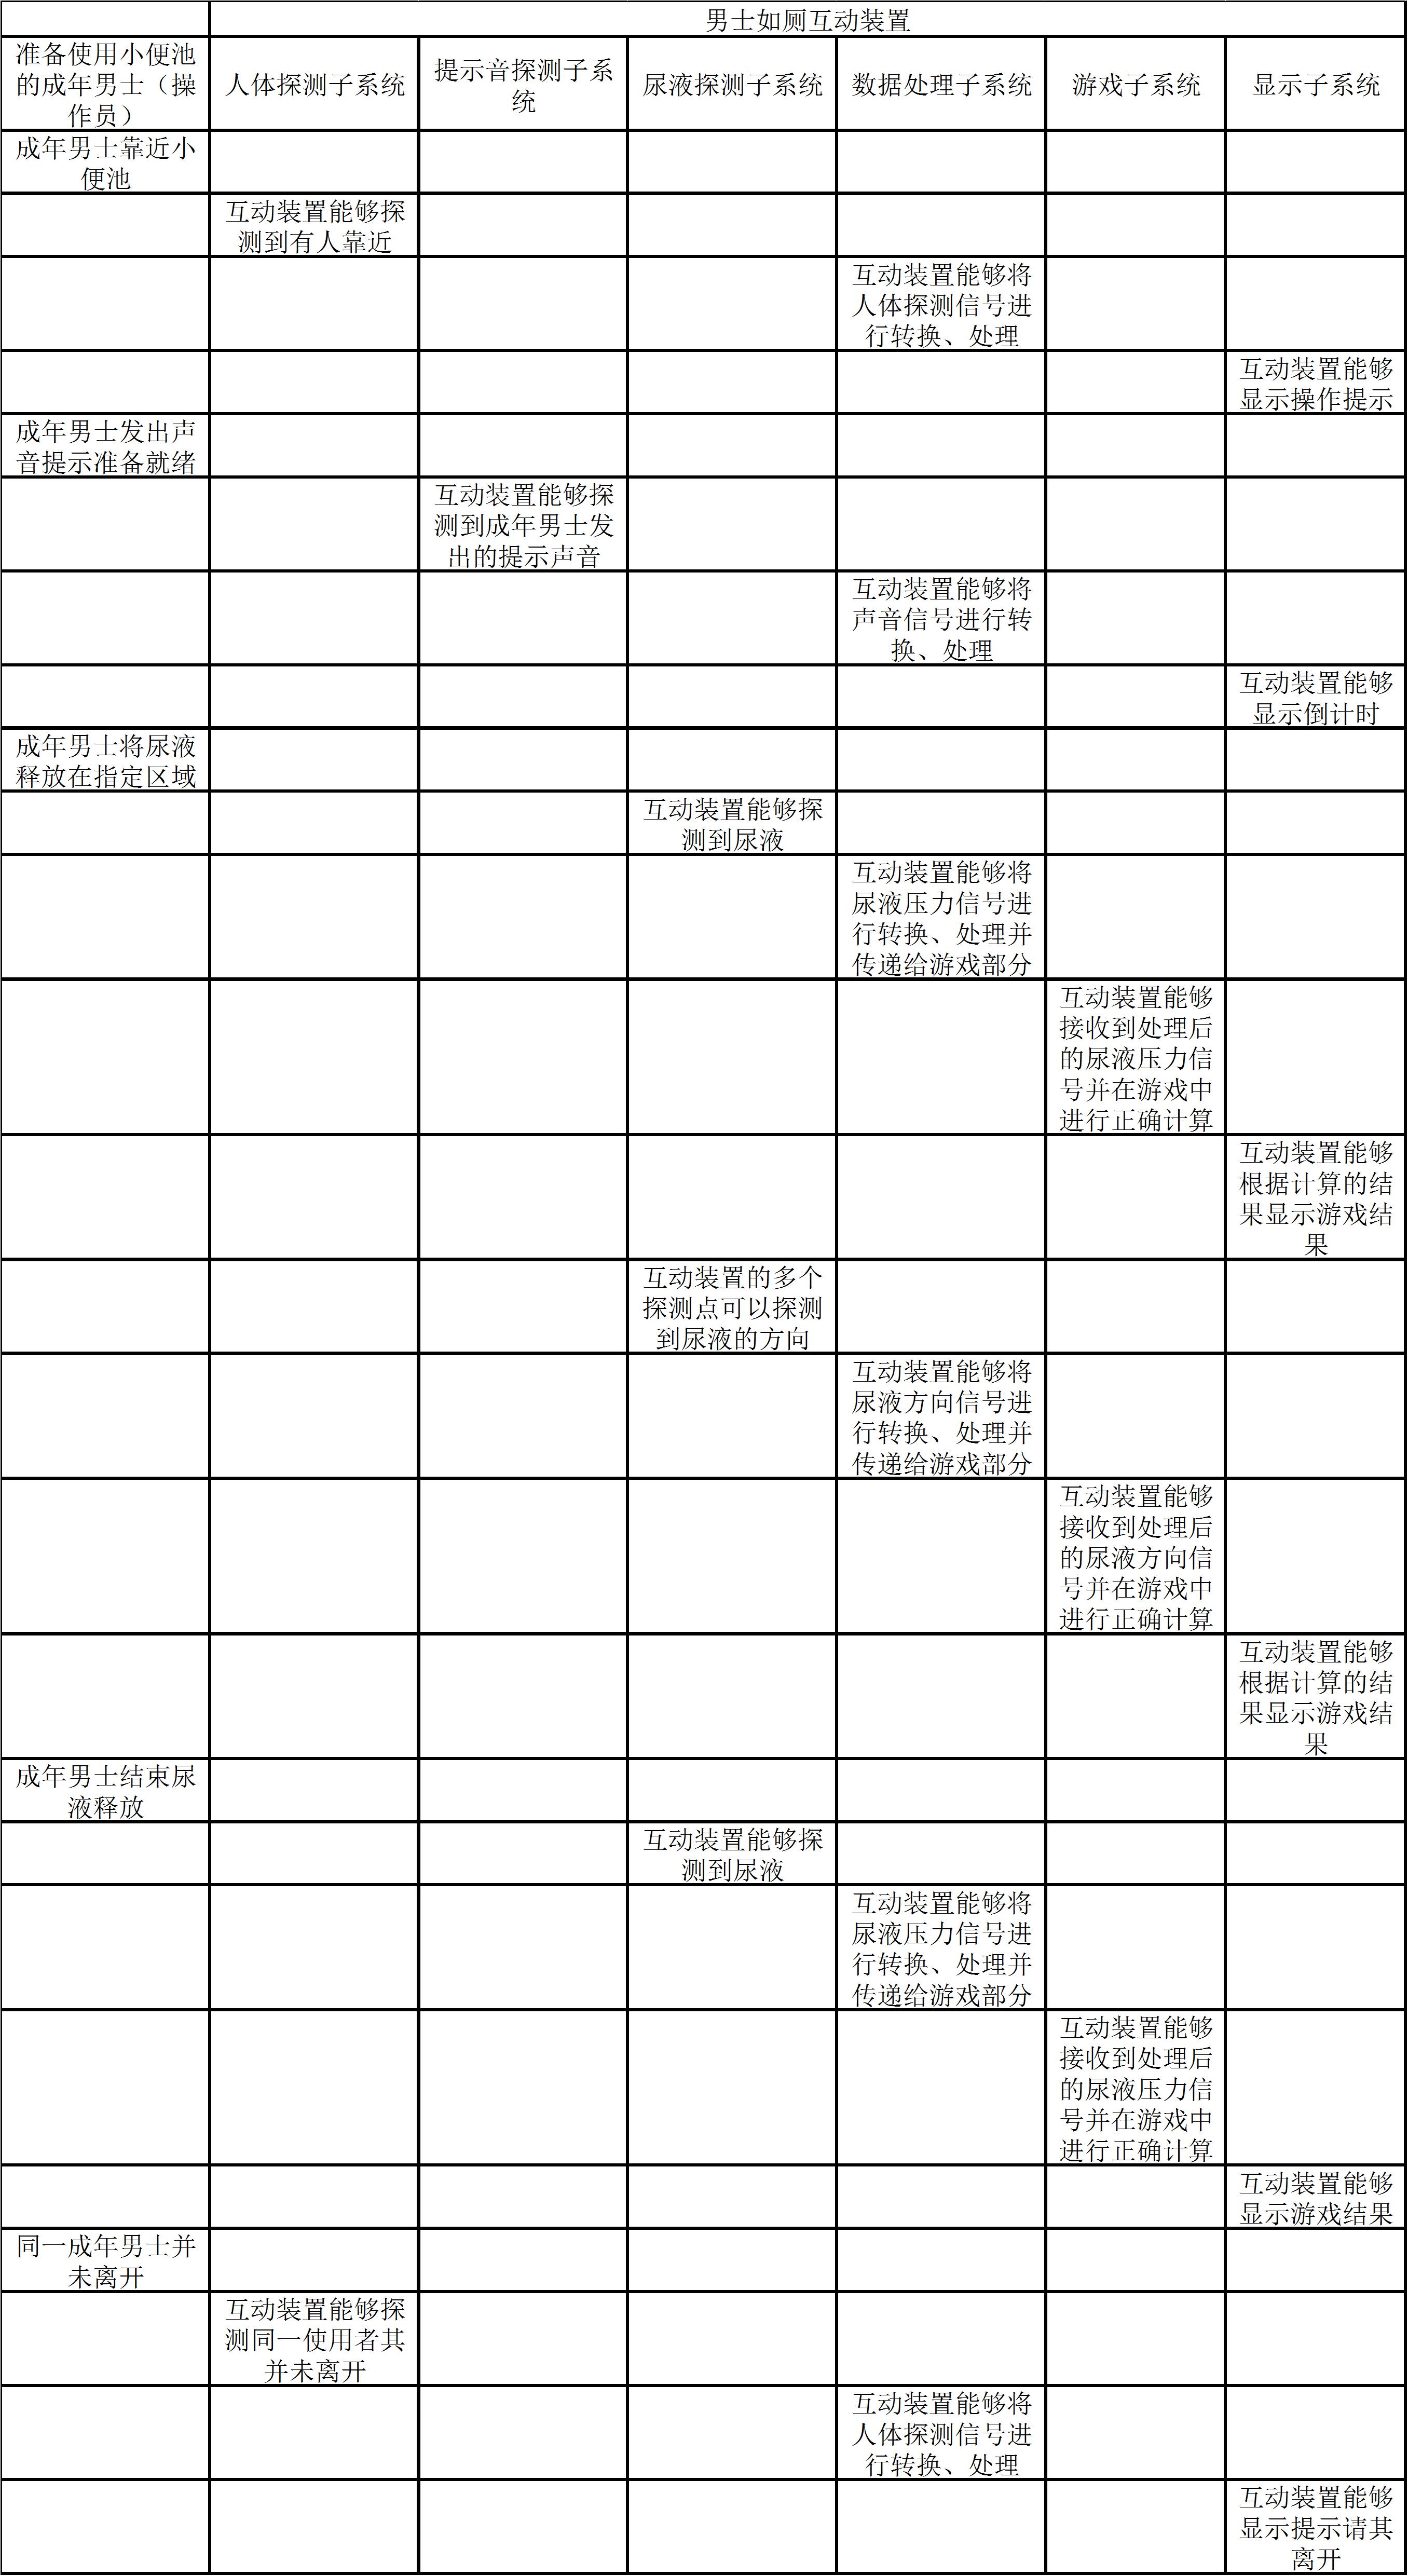 男士如厕互动装置
准备使用小便池
的成年男士（操
作员）
人体探测子系统
提示音探测子系
统
尿液探测子系统
数据处理子系统
游戏子系统
显示子系统
成年男士靠近小
便池
互动装置能够探
测到有人靠近
互动装置能够将
人体探测信号进
行转换、处理
互动装置能够
显示操作提示
成年男士发出声
音提示准备就绪
互动装置能够探
测到成年男士发
出的提示声音
互动装置能够将
声音信号进行转
换、处理
互动装置能够
显示倒计时
成年男士将尿液
释放在指定区域
互动装置能够探
测到尿液
互动装置能够将
尿液压力信号进
行转换、处理并
传递给游戏部分
互动装置能够
接收到处理后
的尿液压力信
号并在游戏中
进行正确计算
互动装置能够
根据计算的结
果显示游戏结
果
互动装置的多个
探测点可以探测
到尿液的方向
互动装置能够将
尿液方向信号进
行转换、处理并
传递给游戏部分
互动装置能够
接收到处理后
的尿液方向信
号并在游戏中
进行正确计算
互动装置能够
根据计算的结
果显示游戏结
果
成年男士结束尿
液释放
互动装置能够探
测到尿液
互动装置能够将
尿液压力信号进
行转换、处理并
传递给游戏部分
互动装置能够
接收到处理后
的尿液压力信
号并在游戏中
进行正确计算
互动装置能够
显示游戏结果
同一成年男士并
未离开
互动装置能够探
测同一使用者其
并未离开
互动装置能够将
人体探测信号进
行转换、处理
互动装置能够
显示提示请其
离开